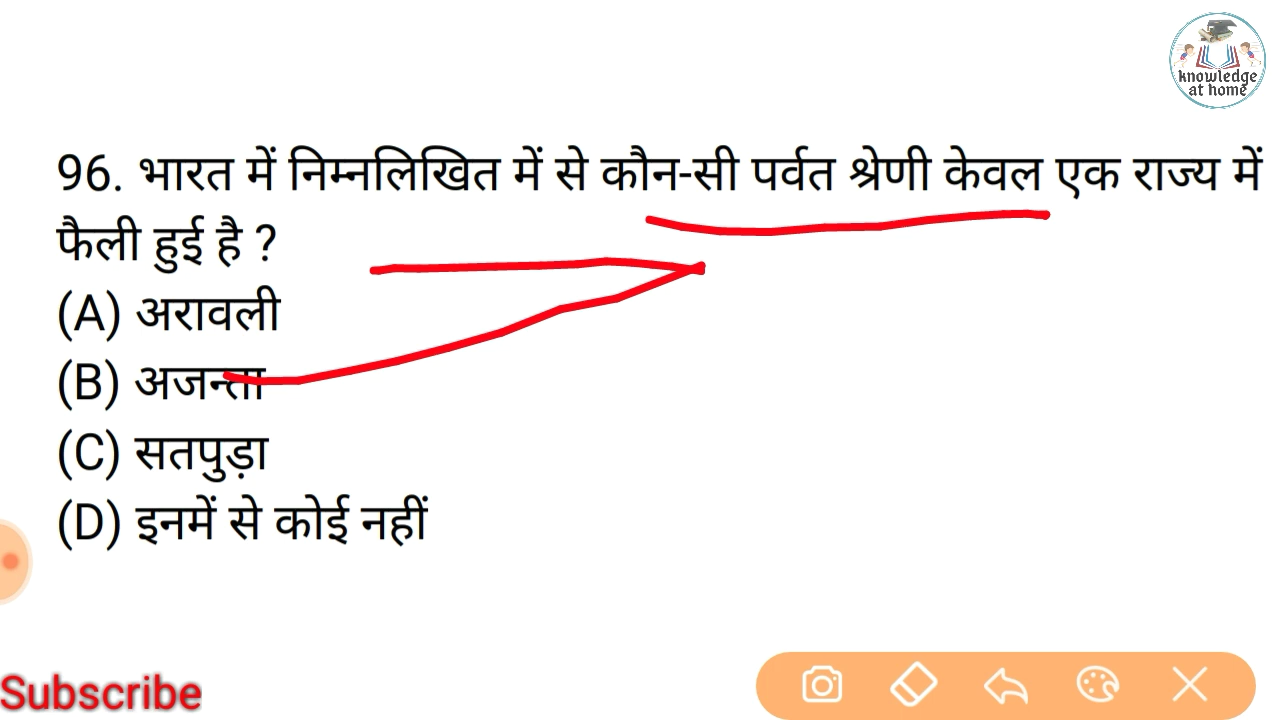 knowledge
at home
96. भारत में निम्नलिखित में से कौन-सी पर्वत श्रेणी केवल एक राज्य में
फैली हुई है ?
(A) अरावली
(B) अजन्ता
(C) सतपुड़ा
(D) इनमें से कोई नहीं
Subscribe